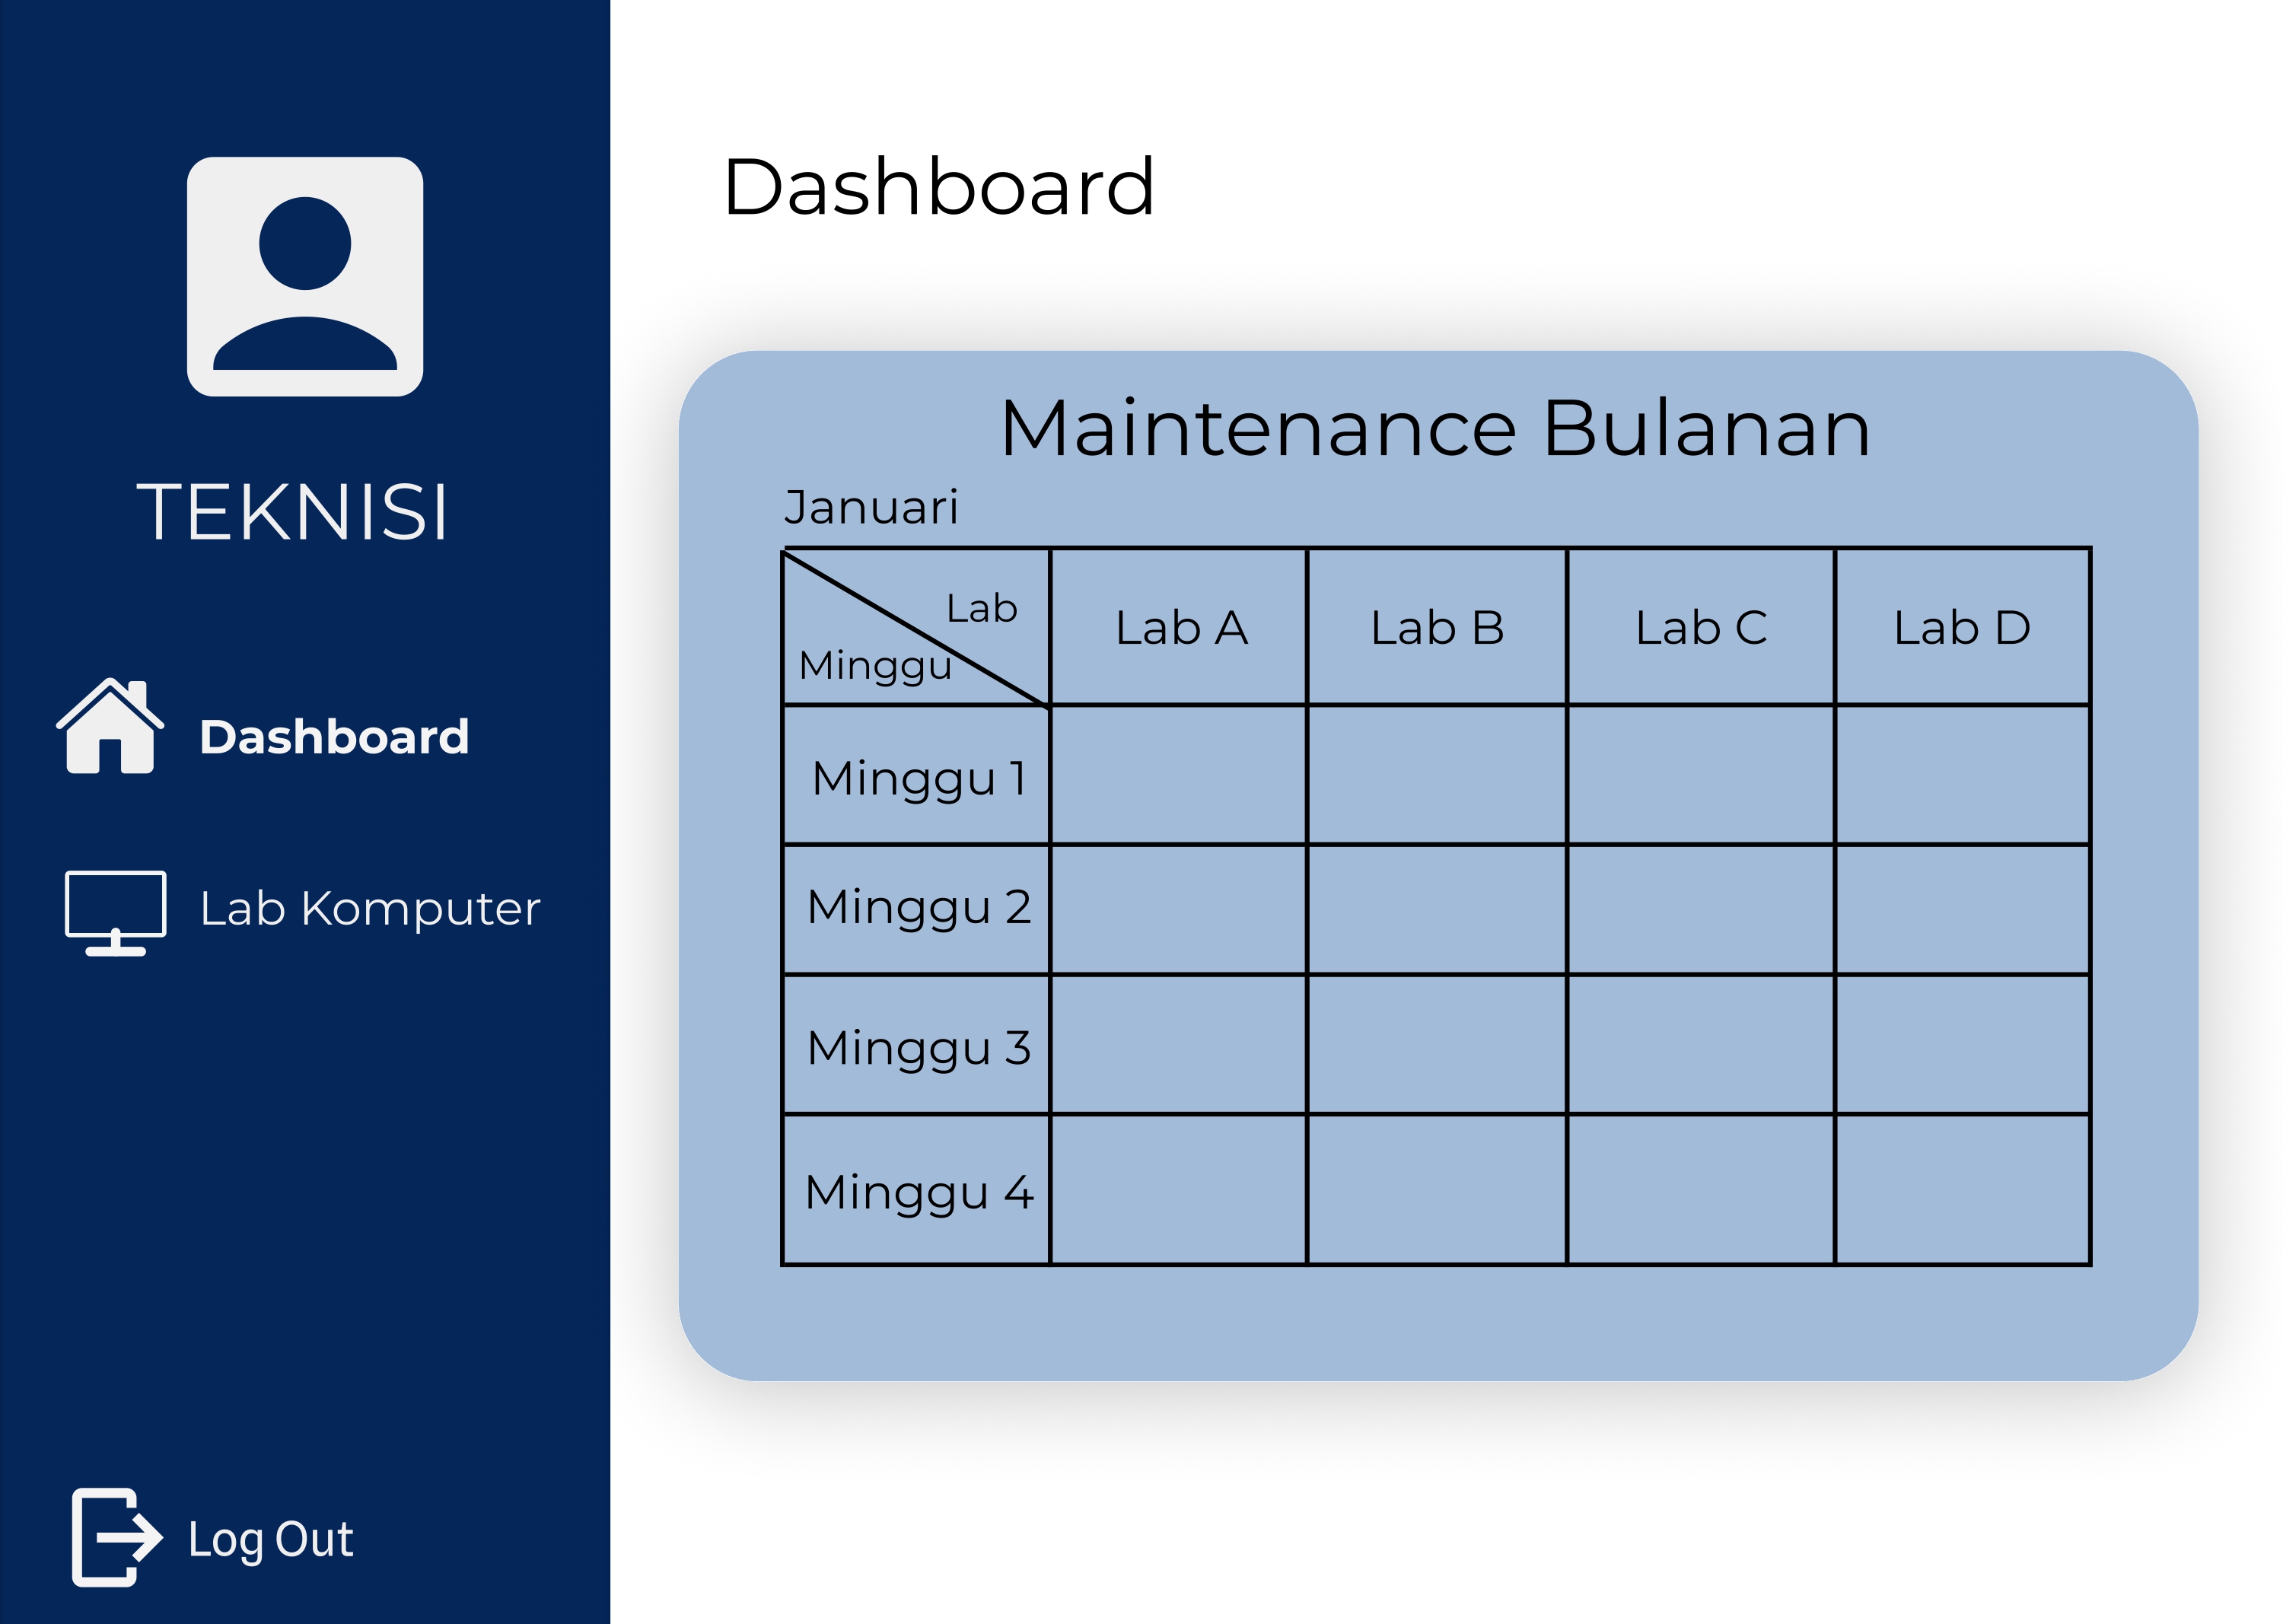 TEKNISI
Dashboard
Lab Komputer
Log Out
Dashboard
Maintenance Bulanan
Januari
Lab
Minggu
Lab A
Lab B
Lab C
Lab D
Minggu 1
Minggu 2
Minggu 3
Minggu 4